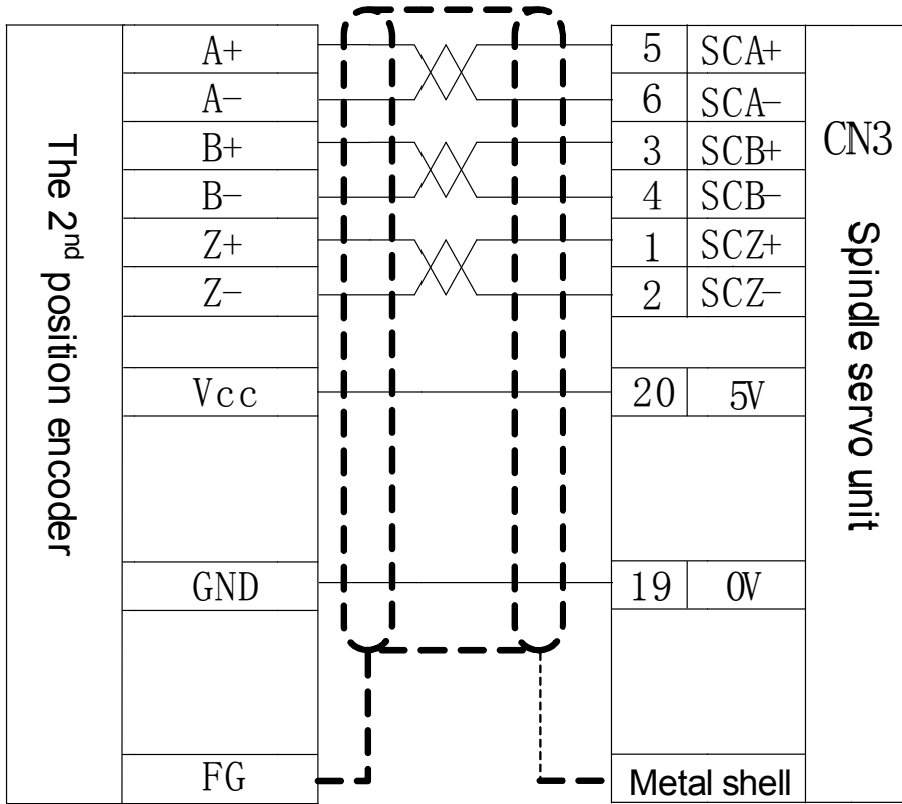 The 2nd position encoder
A+ 5 SCA+
A- 6 SCA-
B+ 3 SCB+
B- 4 SCB-
Z+ 1 SCZ+
Z- 2 SCZ-
Vcc 20 5V
GND 19 0V
FG Metal shell
CN3
Spindle servo unit